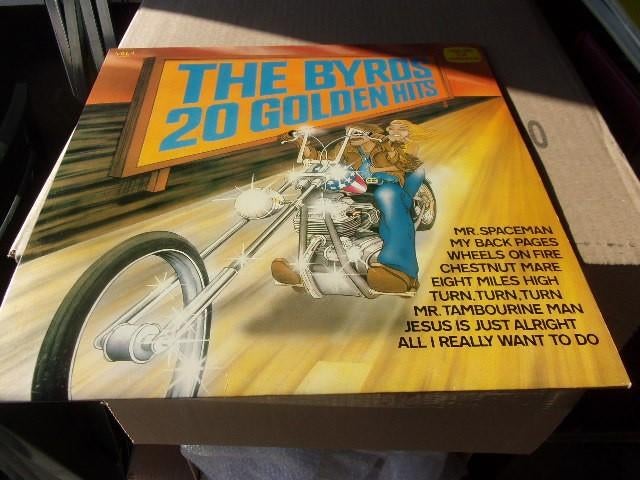 THE BYRDS
20 GOLDEN HITS
MR. SPACEMAN
MY BACK PAGES
WHEELS ON FIRE
CHESTNUT MARE
EIGHT MILES HIGH
TURN, TURN, TURN
MR. TAMBOURINE MAN
JESUS IS JUST ALRIGHT
ALL I REALLY WANT TO DO
0